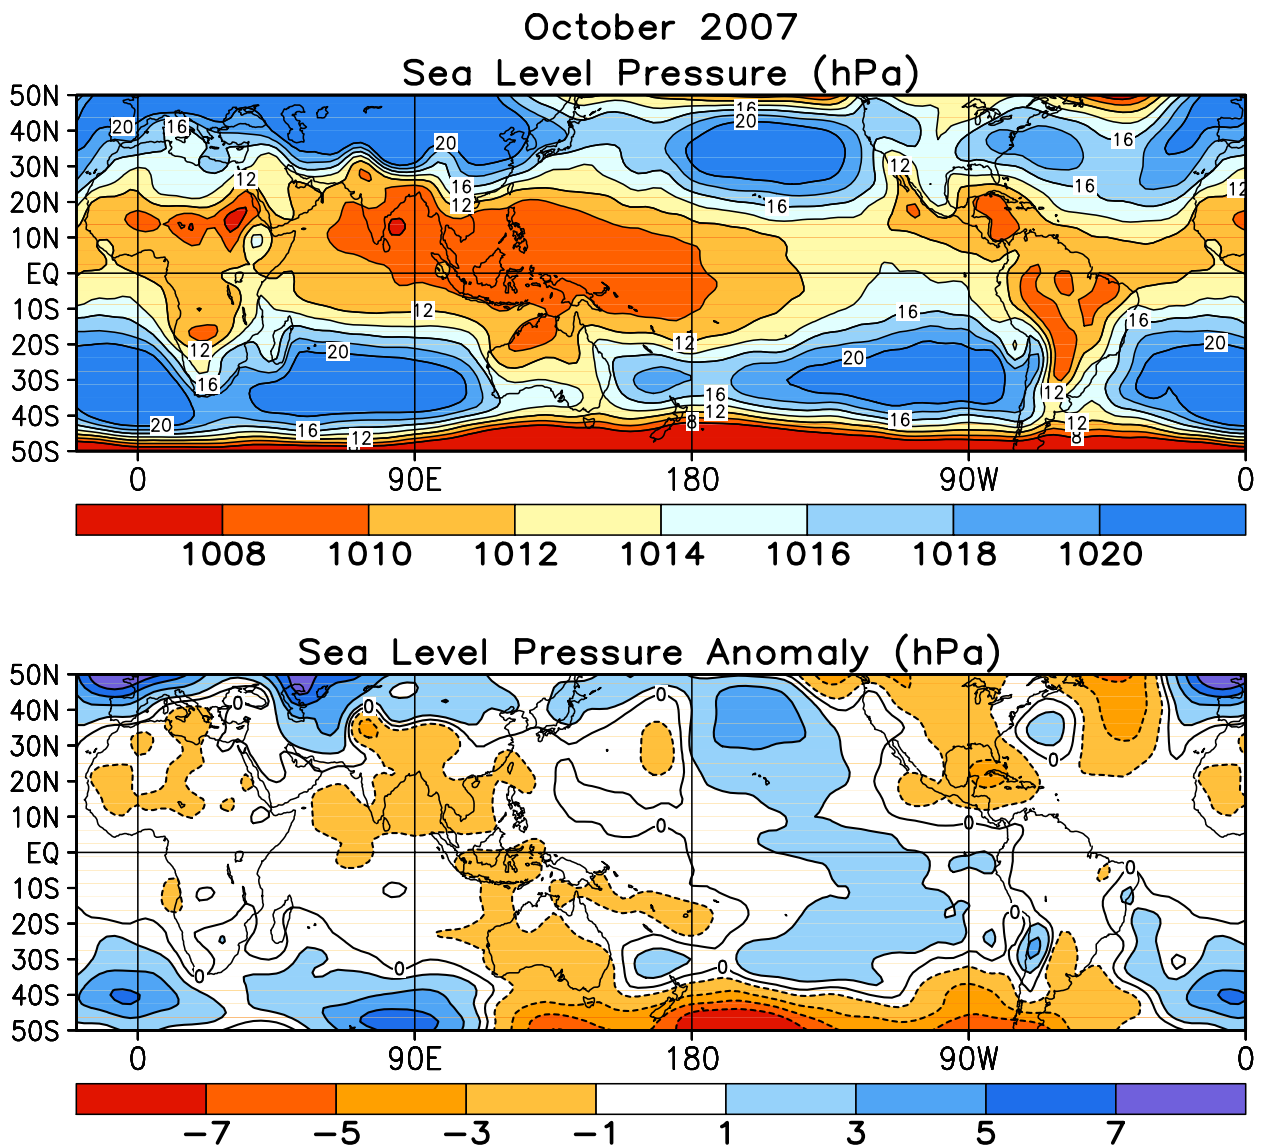 October 2007
Sea Level Pressure (hPa)
50N
40N
30N
20N
10N
EQ
10S
20S
30S
40S
50S
20 16 20 12 16 12 12 20 16 20 16 12 8 16 20 16 12 16 12 16 16 12 16 20 16 12 12 8 16 20 20 16 12 12 16
0 90E 180 90W 0
1008 1010 1012 1014 1016 1018 1020
Sea Level Pressure Anomaly (hPa)
50N
40N
30N
20N
10N
EQ
10S
20S
30S
40S
50S
0 0 0 0 0 0 0 0 0 0 0
0 90E 180 90W 0
−7 −5 −3 −1 1 3 5 7